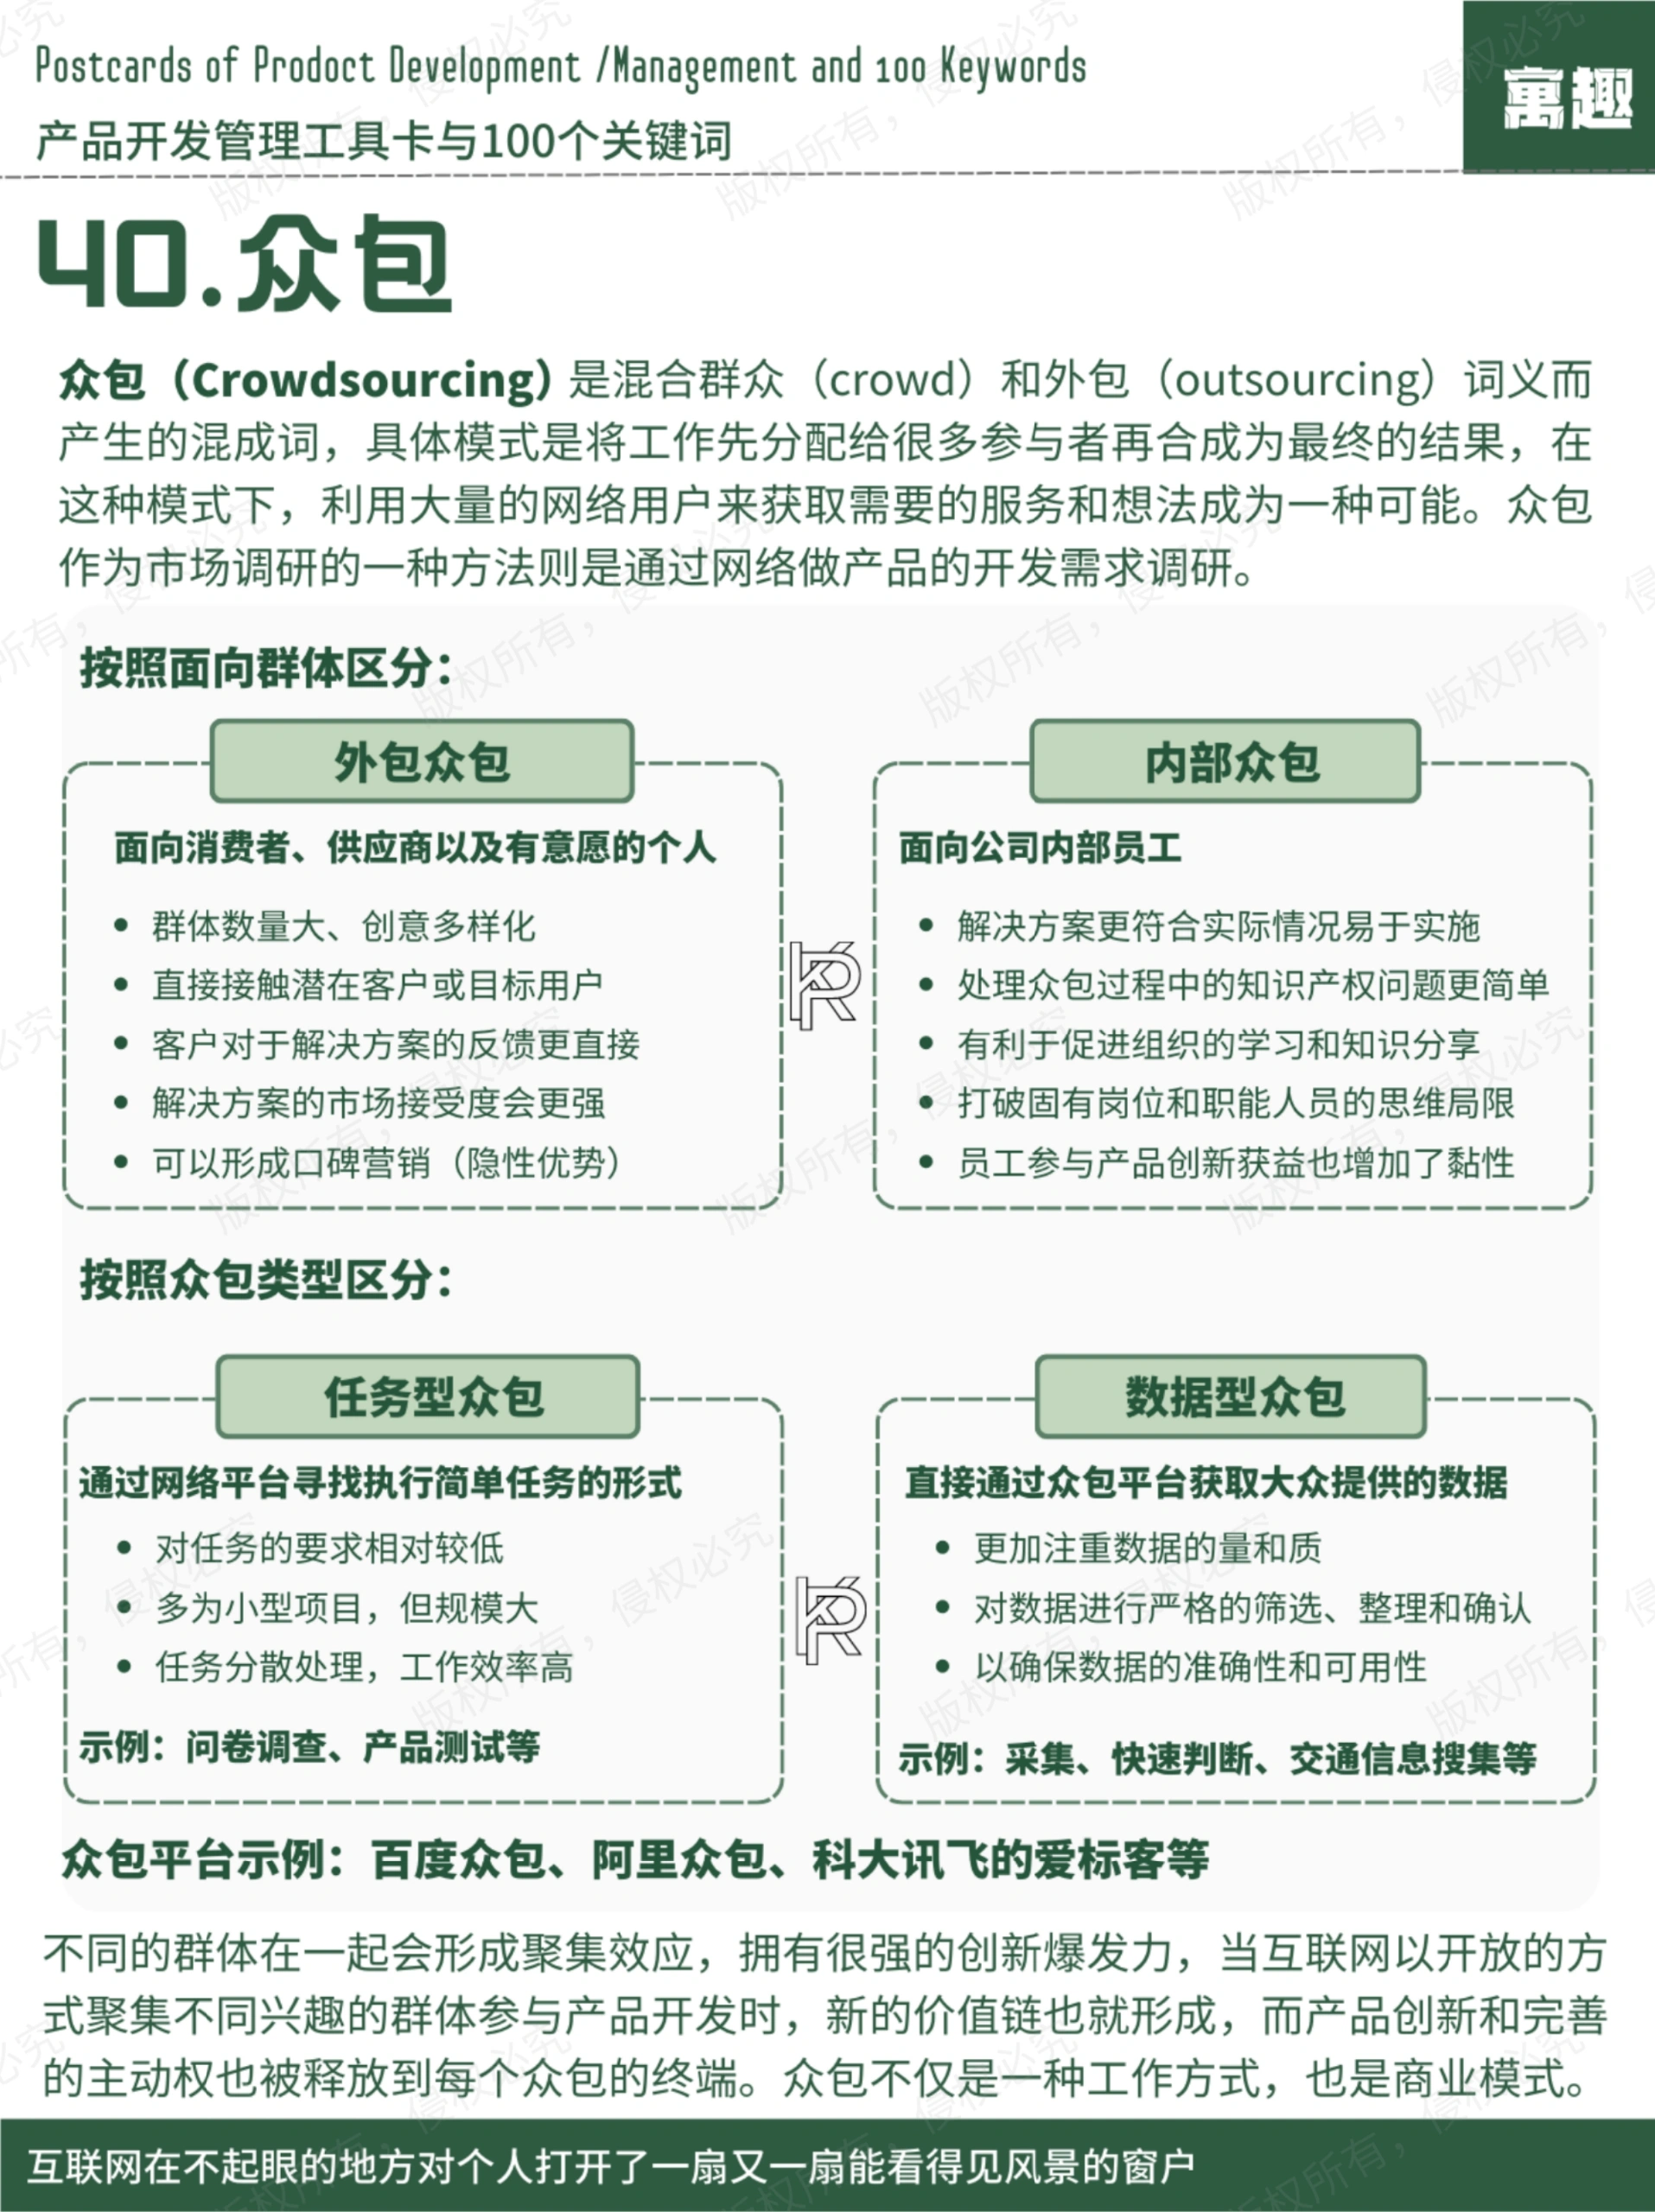 Postcards of Prodoct Development /Management and 100 Keywords
产品开发管理工具卡与100个关键词
寓趣
40.众包
众包（Crowdsourcing）是混合群众（crowd）和外包（outsourcing）词义而
产生的混成词，具体模式是将工作先分配给很多参与者再合成为最终的结果，在
这种模式下，利用大量的网络用户来获取需要的服务和想法成为一种可能。众包
作为市场调研的一种方法则是通过网络做产品的开发需求调研。
按照面向群体区分：
外包众包
面向消费者、供应商以及有意愿的个人
群体数量大、创意多样化
直接接触潜在客户或目标用户
客户对于解决方案的反馈更直接
解决方案的市场接受度会更强
可以形成口碑营销（隐性优势）
内部众包
面向公司内部员工
解决方案更符合实际情况易于实施
处理众包过程中的知识产权问题更简单
有利于促进组织的学习和知识分享
打破固有岗位和职能人员的思维局限
员工参与产品创新获益也增加了黏性
按照众包类型区分：
任务型众包
通过网络平台寻找执行简单任务的形式
对任务的要求相对较低
多为小型项目，但规模大
任务分散处理，工作效率高
示例：问卷调查、产品测试等
数据型众包
直接通过众包平台获取大众提供的数据
更加注重数据的量和质
对数据进行严格的筛选、整理和确认
以确保数据的准确性和可用性
示例：采集、快速判断、交通信息搜集等
众包平台示例：百度众包、阿里众包、科大讯飞的爱标客等
不同的群体在一起会形成聚集效应，拥有很强的创新爆发力，当互联网以开放的方
式聚集不同兴趣的群体参与产品开发时，新的价值链也就形成，而产品创新和完善
的主动权也被释放到每个众包的终端。众包不仅是一种工作方式，也是商业模式。
互联网在不起眼的地方对个人打开了一扇又一扇能看得见风景的窗户
版权所有，侵权必究